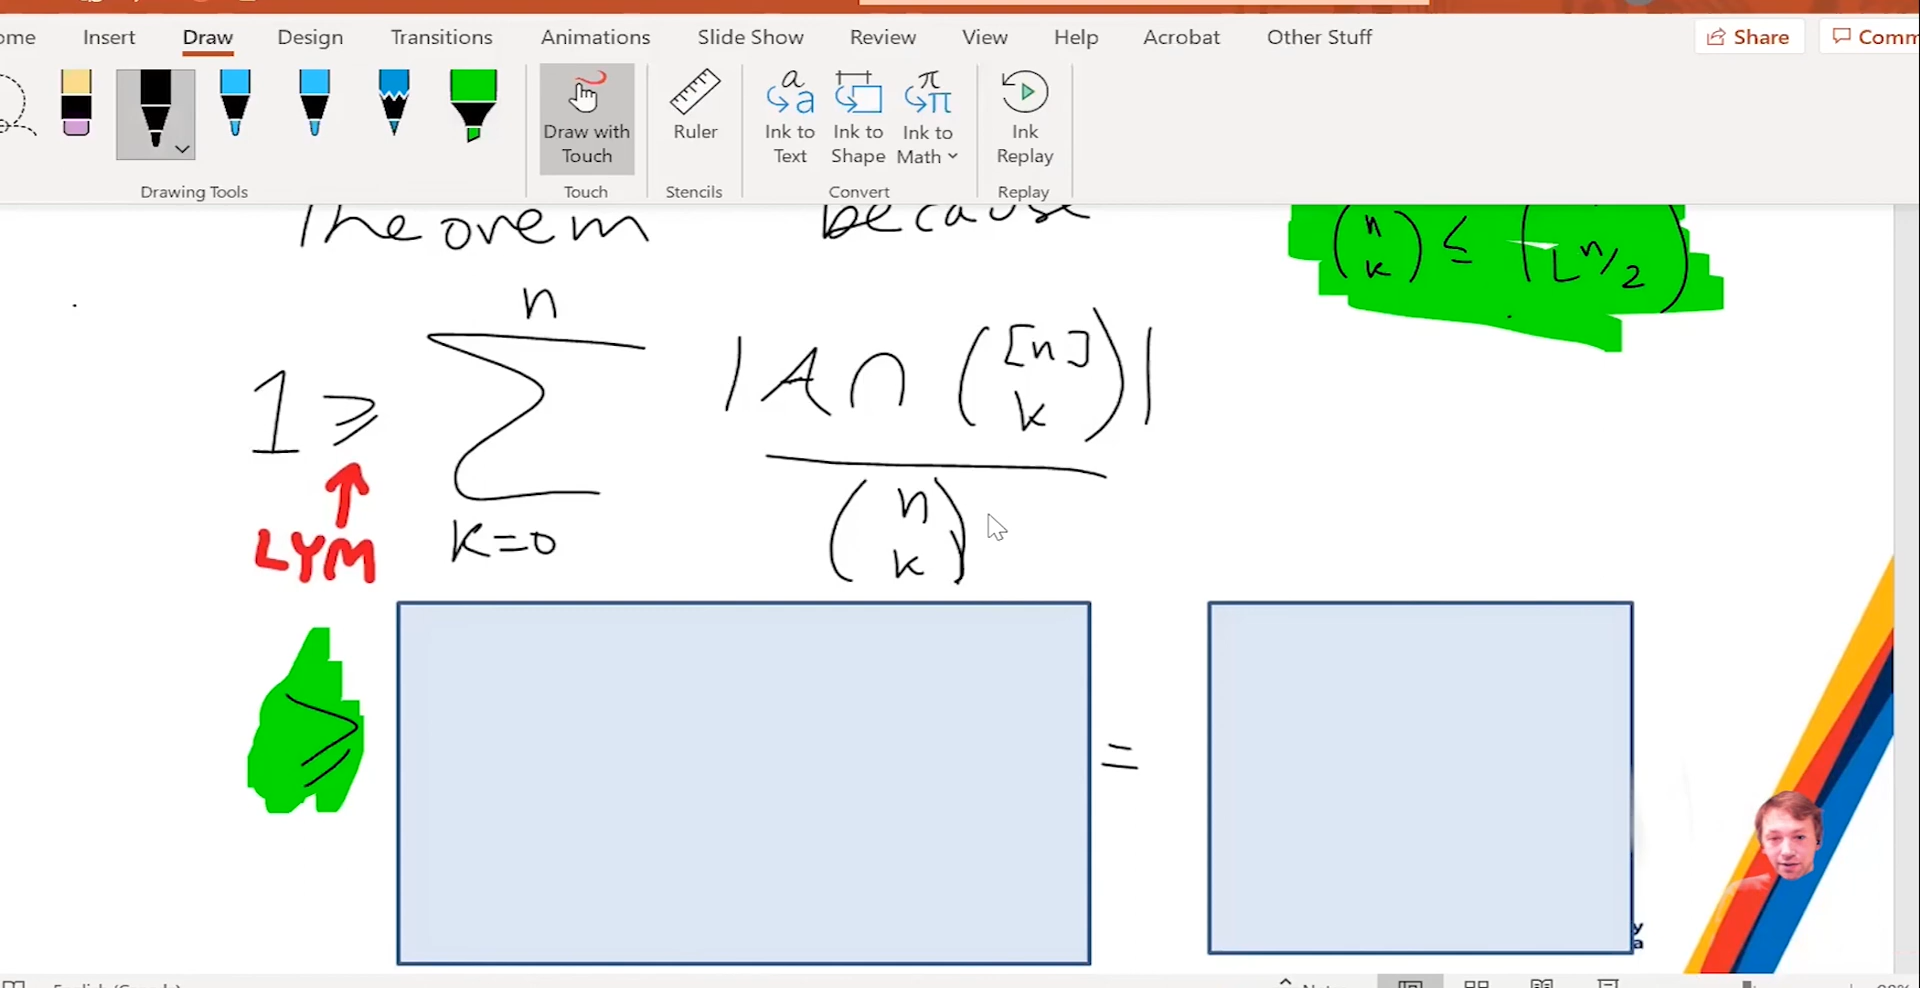 ome Insert Draw Design Transitions Animations Slide Show Review View Help Acrobat Other Stuff Share Comm
Draw with Touch
Ruler
Ink to Text
Ink to Shape
Ink to Math
Ink Replay
Drawing Tools Touch Stencils Convert Replay
Theorem because
(n k) ≤ (⌊n/2)
n
1 ≥ ∑ |A∩([n] k)|
(n k)
LYM k=0
≥ =
y
a